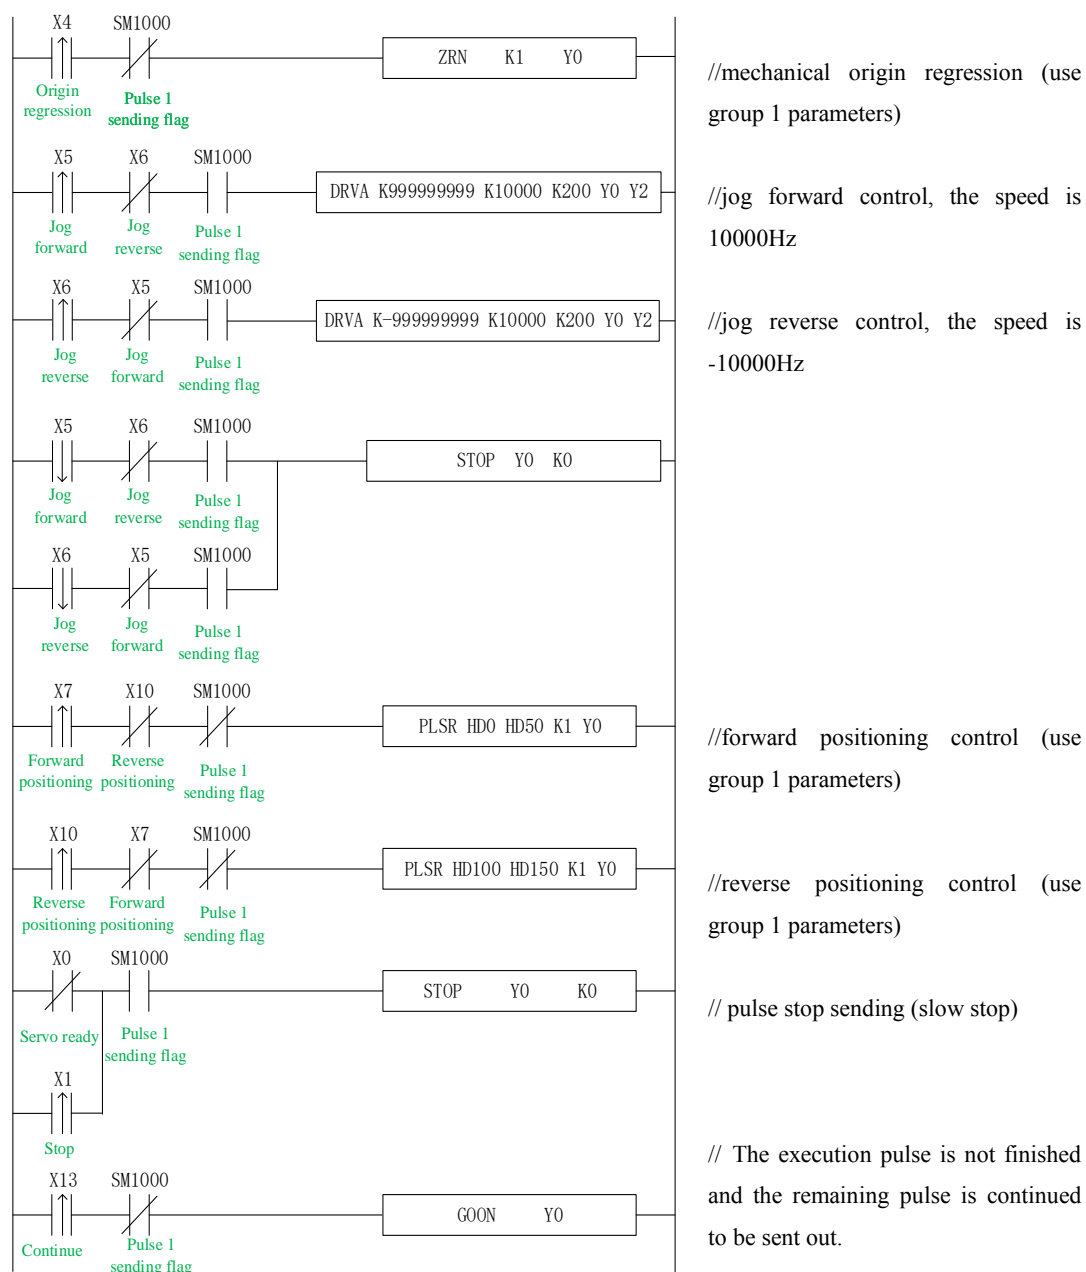 X4 SM1000
ZRN K1 Y0
Origin
regression
Pulse 1
sending flag
//mechanical origin regression (use
group 1 parameters)
X5 X6 SM1000
DRVA K999999999 K10000 K200 Y0 Y2
Jog
forward
Jog
reverse
Pulse 1
sending flag
//jog forward control, the speed is
10000Hz
X6 X5 SM1000
DRVA K-999999999 K10000 K200 Y0 Y2
Jog
reverse
Jog
forward
Pulse 1
sending flag
//jog reverse control, the speed is
-10000Hz
X5 X6 SM1000
STOP Y0 K0
Jog
forward
Jog
reverse
Pulse 1
sending flag
X6 X5 SM1000
Jog
reverse
Jog
forward
Pulse 1
sending flag
X7 X10 SM1000
PLSR HD0 HD50 K1 Y0
Forward
positioning
Reverse
positioning
Pulse 1
sending flag
//forward positioning control (use
group 1 parameters)
X10 X7 SM1000
PLSR HD100 HD150 K1 Y0
Reverse
positioning
Forward
positioning
Pulse 1
sending flag
//reverse positioning control (use
group 1 parameters)
X0 SM1000
STOP Y0 K0
Servo ready
Pulse 1
sending flag
// pulse stop sending (slow stop)
X1
Stop
X13 SM1000
GOON Y0
Continue
Pulse 1
sending flag
// The execution pulse is not finished
and the remaining pulse is continued
to be sent out.